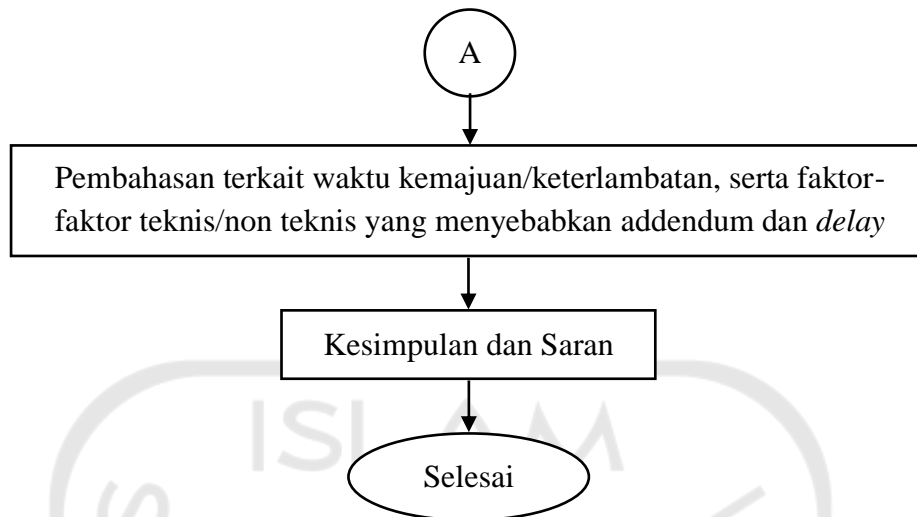 A
Pembahasan terkait waktu kemajuan/keterlambatan, serta faktor-
faktor teknis/non teknis yang menyebabkan addendum dan delay
Kesimpulan dan Saran
ISLAM
Selesai